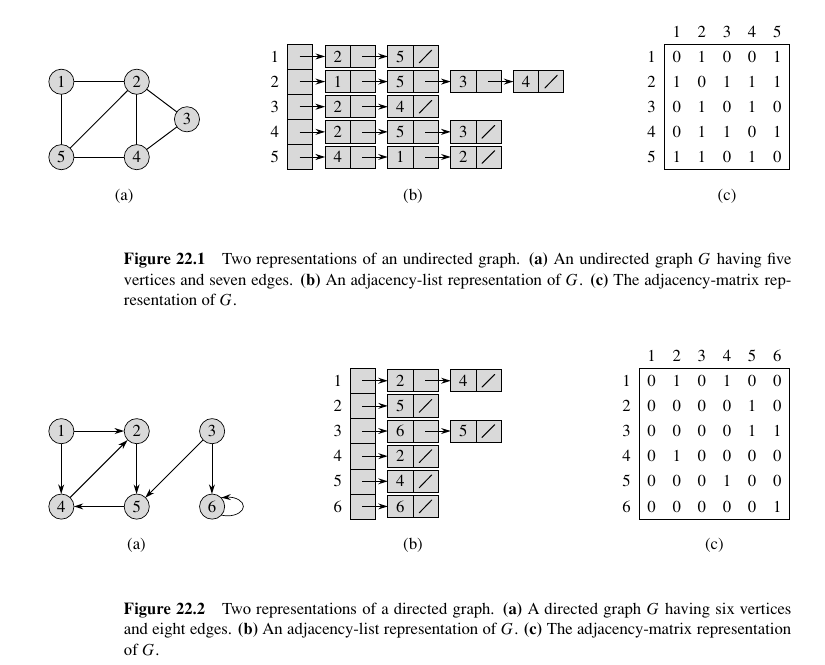 1 2 3 4 5
1 2 5
2 1 5 3 4
3 2 4
4 2 5 3
5 4 1 2
1 0 1 0 0 1
2 1 0 1 1 1
3 0 1 0 1 0
4 0 1 1 0 1
5 1 1 0 1 0
1 2
3
5 4
(a) (b) (c)
Figure 22.1 Two representations of an undirected graph. (a) An undirected graph G having five
vertices and seven edges. (b) An adjacency-list representation of G. (c) The adjacency-matrix rep-
resentation of G.
1 2 3 4 5 6
1 2 4
2 5
3 6 5
4 2
5 4
6 6
1 0 1 0 1 0 0
2 0 0 0 0 1 0
3 0 0 0 0 1 1
4 0 1 0 0 0 0
5 0 0 0 1 0 0
6 0 0 0 0 0 1
1 2 3
4 5 6
(a) (b) (c)
Figure 22.2 Two representations of a directed graph. (a) A directed graph G having six vertices
and eight edges. (b) An adjacency-list representation of G. (c) The adjacency-matrix representation
of G.